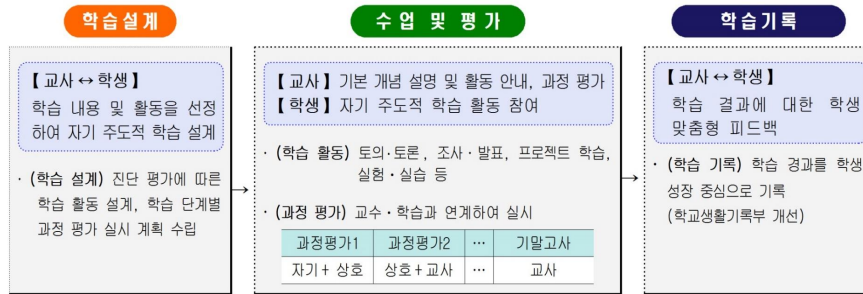 학습설계
【교사↔학생】
학습 내용 및 활동을 선정
하여 자기 주도적 학습 설계
· (학습 설계) 진단 평가에 따른
학습 활동 설계, 학습 단계별
과정 평가 실시 계획 수립
→
수업 및 평가
【교사】 기본 개념 설명 및 활동 안내, 과정 평가
【학생】 자기 주도적 학습 활동 참여
· (학습 활동) 토의·토론, 조사·발표, 프로젝트 학습,
실험·실습 등
· (과정 평가) 교수·학습과 연계하여 실시
과정평가1 과정평가2 … 기말고사
자기+ 상호 상호+교사 … 교사
→
학습기록
【교사↔학생】
학습 결과에 대한 학생
맞춤형 피드백
· (학습 기록) 학습 경과를 학생
성장 중심으로 기록
(학교생활기록부 개선)